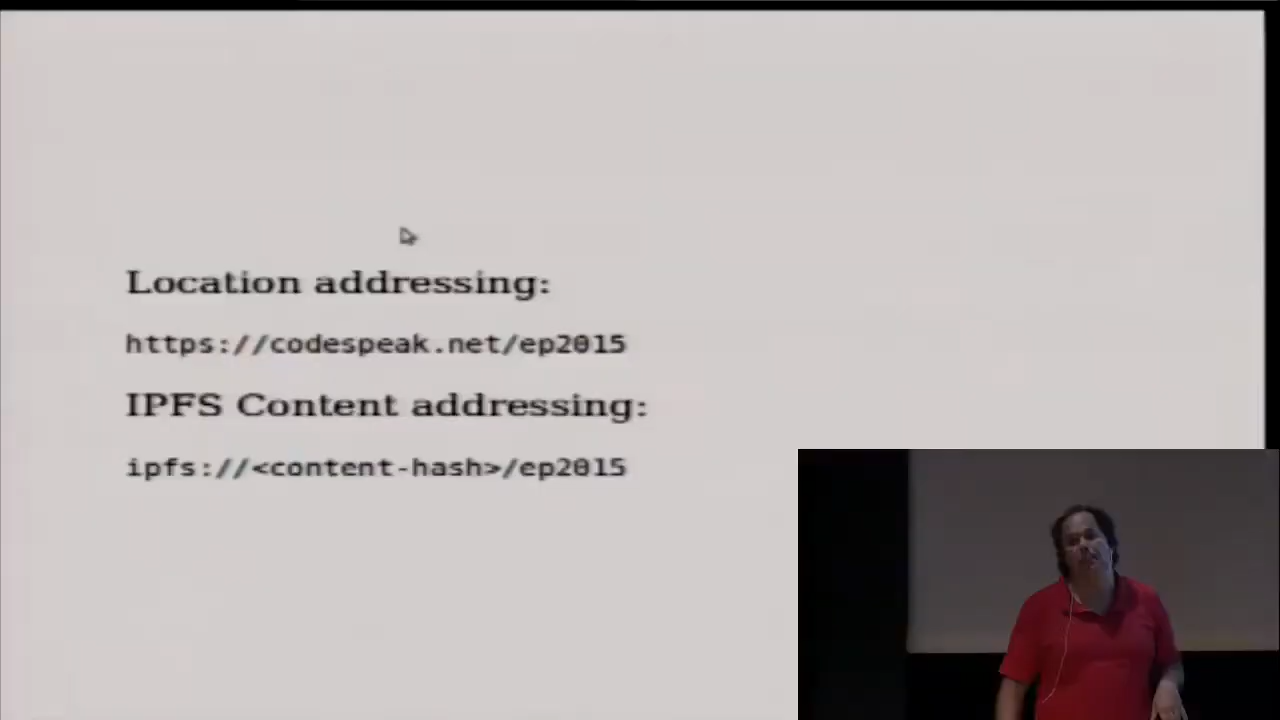 Location addressing:
https://codespeak.net/ep2015
IPFS Content addressing:
ipfs://<content-hash>/ep2015